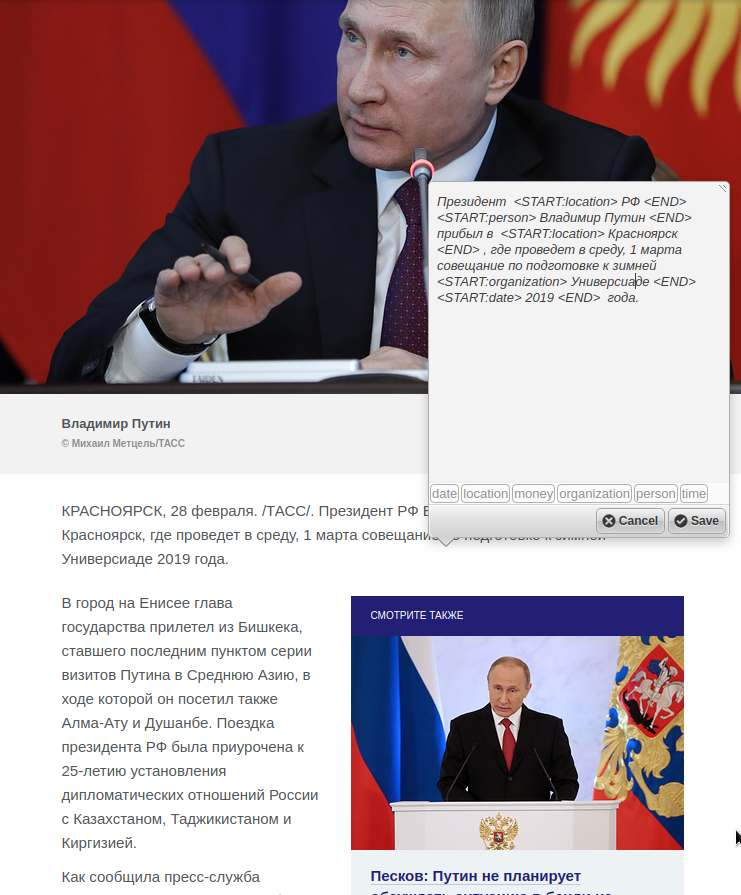 Президент <START:location> РФ <END>
<START:person> Владимир Путин <END>
прибыл в <START:location> Красноярск
<END> , где проведет в среду, 1 марта
совещание по подготовке к зимней
<START:organization> Универсиаде <END>
<START:date> 2019 <END> года.
date location money organization person time
Cancel Save
Владимир Путин
© Михаил Метцель/ТАСС
КРАСНОЯРСК, 28 февраля. /ТАСС/. Президент РФ
Красноярск, где проведет в среду, 1 марта совещани
Универсиаде 2019 года.
В город на Енисее глава
государства прилетел из Бишкека,
ставшего последним пунктом серии
визитов Путина в Среднюю Азию, в
ходе которой он посетил также
Алма-Ату и Душанбе. Поездка
президента РФ была приурочена к
25-летию установления
дипломатических отношений России
с Казахстаном, Таджикистаном и
Киргизией.
Как сообщила пресс-служба
СМОТРИТЕ ТАКЖЕ
Песков: Путин не планирует